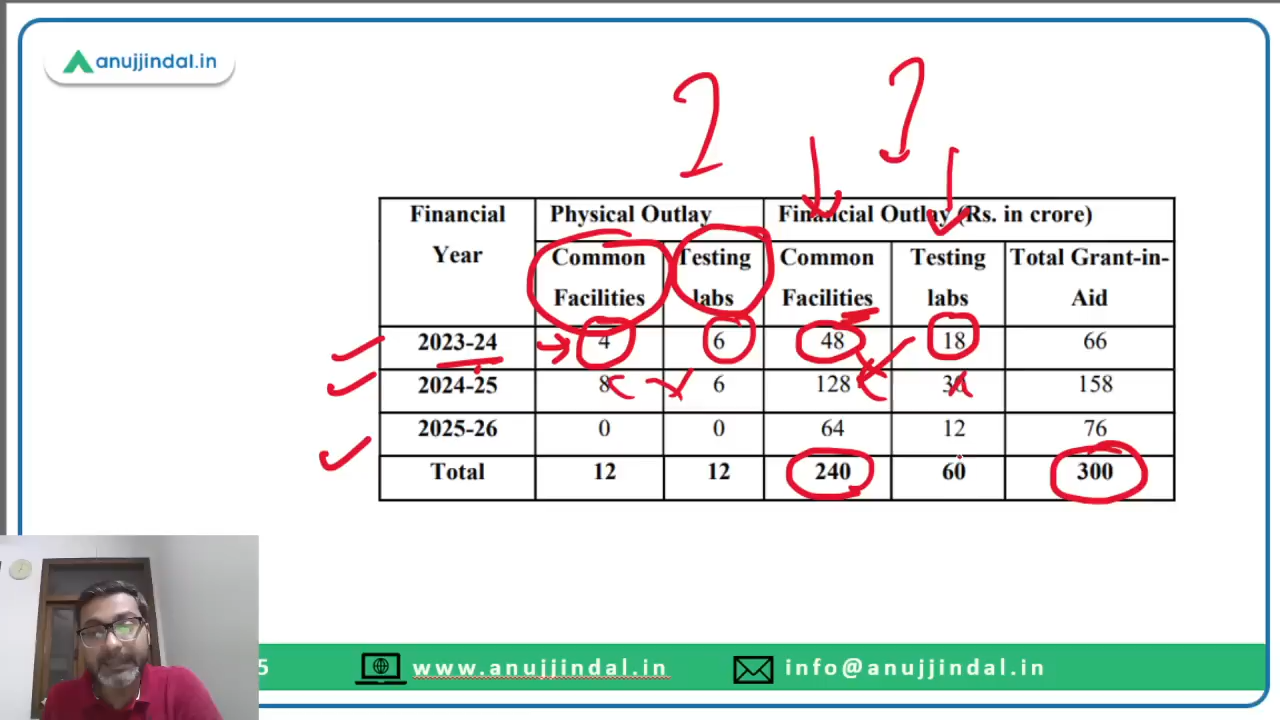 anujjindal.in
2 ?
Financial Year Physical Outlay Financial Outlay (Rs. in crore)
Common Facilities Testing labs Common Facilities Testing labs Total Grant-in-Aid
2023-24 4 6 48 18 66
2024-25 8 6 128 30 158
2025-26 0 0 64 12 76
Total 12 12 240 60 300
5 www.anujjindal.in info@anujjindal.in